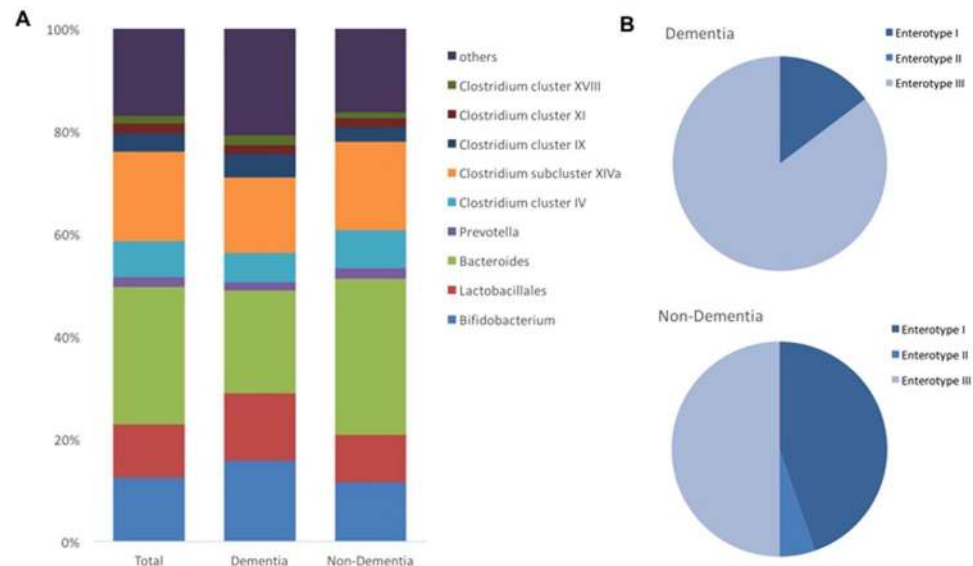 A
100%
80%
60%
40%
20%
0%
Total
Dementia
Non-Dementia
others
Clostridium cluster XVIII
Clostridium cluster XI
Clostridium cluster IX
Clostridium subcluster XIVa
Clostridium cluster IV
Prevotella
Bacteroides
Lactobacillales
Bifidobacterium
B
Dementia
Enterotype I
Enterotype II
Enterotype III
Non-Dementia
Enterotype I
Enterotype II
Enterotype III